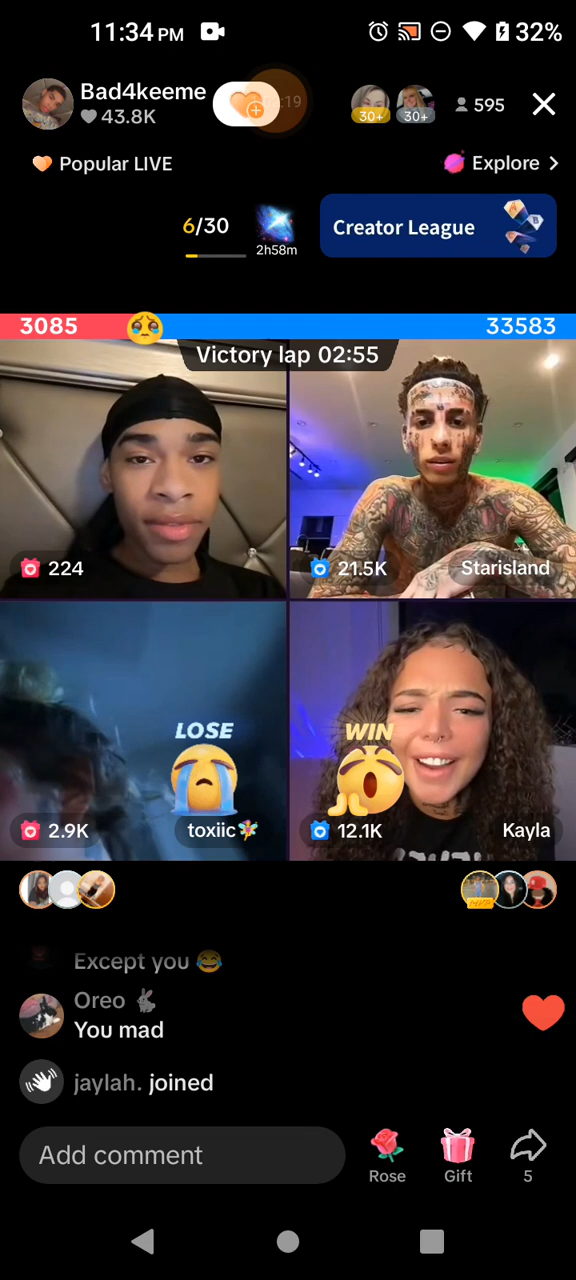 11:34 PM
32%
Bad4keeme
43.8K
30+
30+
595
Popular LIVE
Explore >
6/30
2h58m
Creator League
3085
33583
Victory lap 02:55
224
21.5K
Starisland
LOSE
WIN
2.9K
toxiic🧚
12.1K
Kayla
Except you 😂
Oreo 🐇
You mad
jaylah. joined
Add comment
Rose
Gift
5